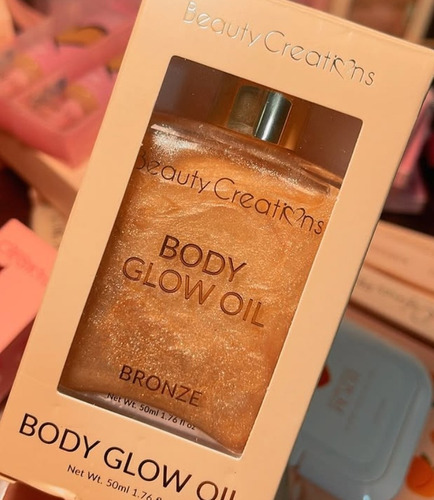 Beauty Creations
Beauty Creations
BODY
GLOW OIL
BRONZE
Net Wt. 50ml 1.76 fl oz
BODY GLOW OIL
Net Wt. 50ml 1.76